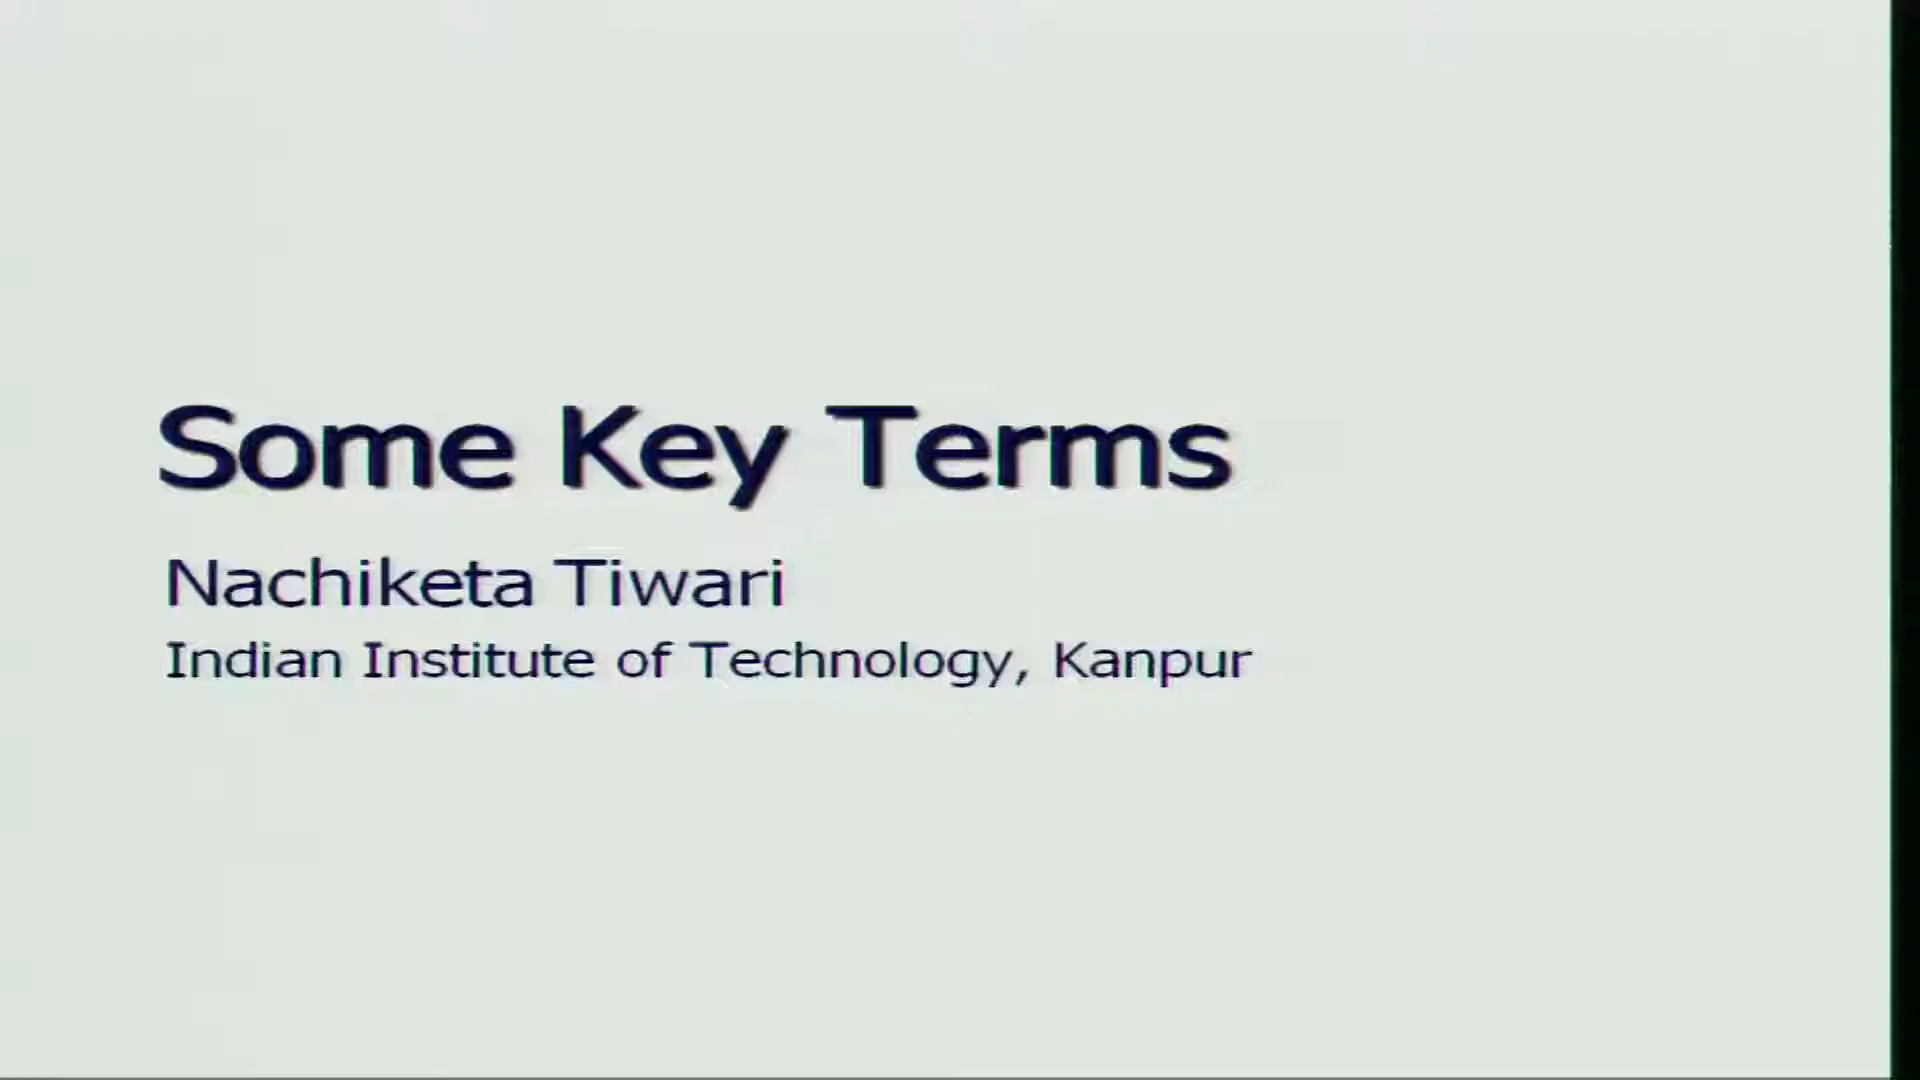 Some Key Terms
Nachiketa Tiwari
Indian Institute of Technology, Kanpur